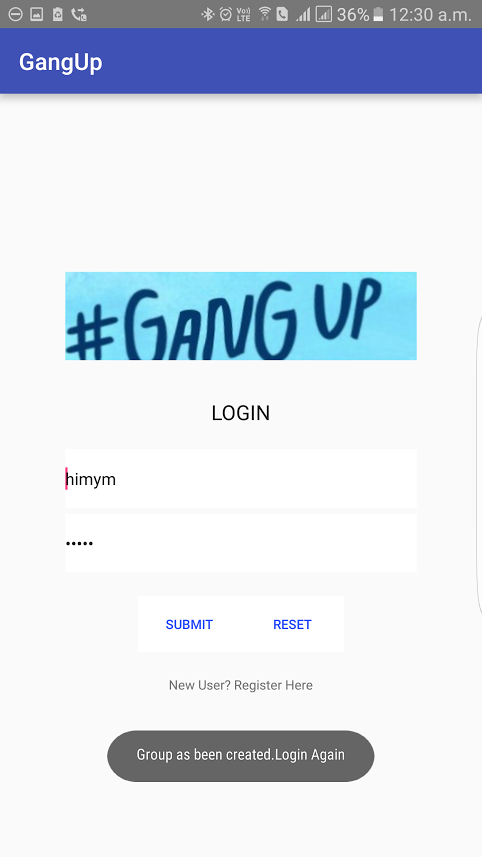 Vo)) LTE 36% 12:30 a.m.
GangUp
#GANG UP
LOGIN
himym
•••••
SUBMIT RESET
New User? Register Here
Group as been created.Login Again